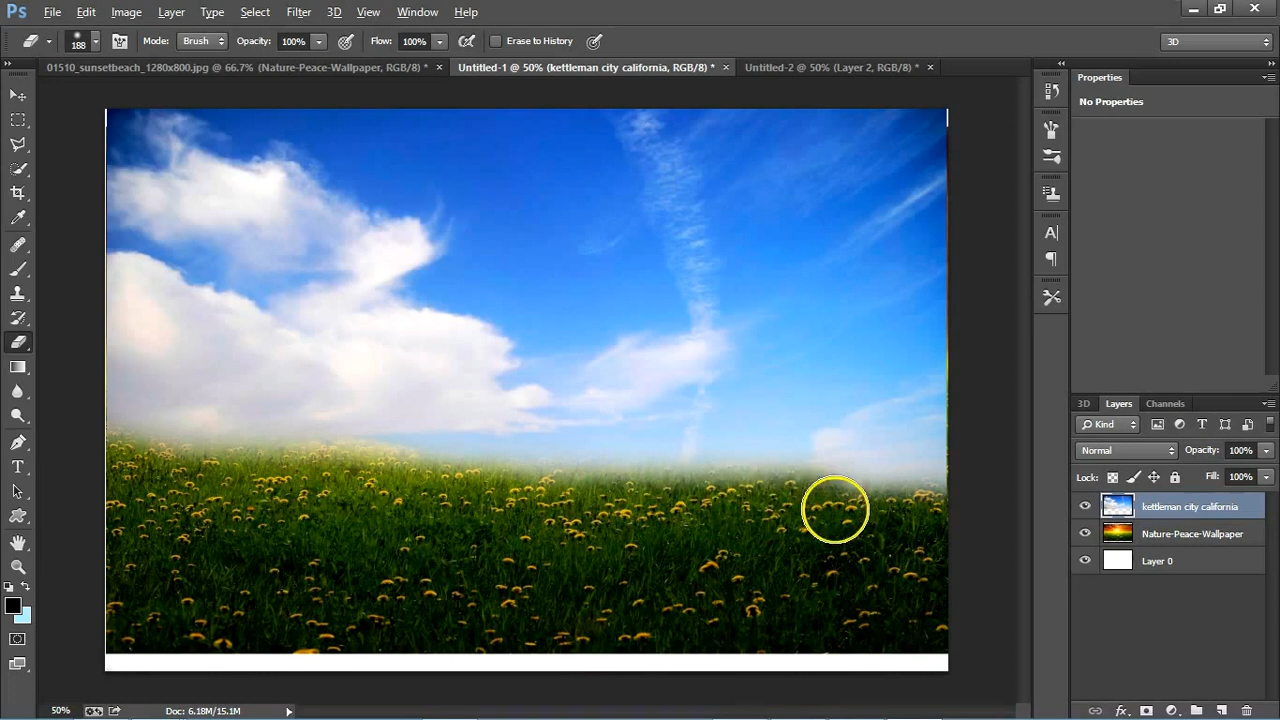 Ps File Edit Image Layer Type Select Filter 3D View Window Help
188 Mode: Brush Opacity: 100% Flow: 100% Erase to History 3D
01510_sunsetbeach_1280x800.jpg @ 66.7% (Nature-Peace-Wallpaper, RGB/8) * × Untitled-1 @ 50% (kettleman city california, RGB/8) * × Untitled-2 @ 50% (Layer 2, RGB/8) * ×
Properties
No Properties
3D Layers Channels
Kind
Normal Opacity: 100%
Lock: Fill: 100%
kettleman city california
Nature-Peace-Wallpaper
Layer 0
50% Doc: 6.18M/15.1M